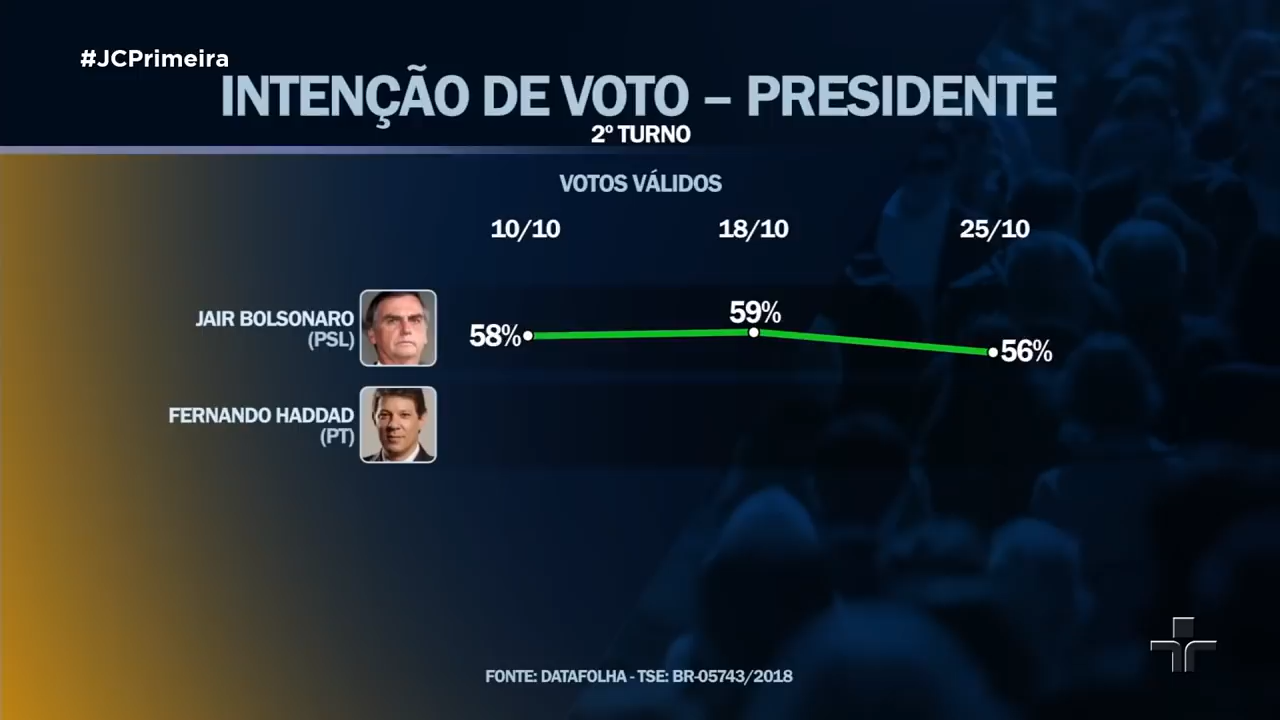 #JCPrimeira
INTENÇÃO DE VOTO – PRESIDENTE
2º TURNO
VOTOS VÁLIDOS
10/10 18/10 25/10
JAIR BOLSONARO
(PSL)
58% 59% 56%
FERNANDO HADDAD
(PT)
FONTE: DATAFOLHA - TSE: BR-05743/2018